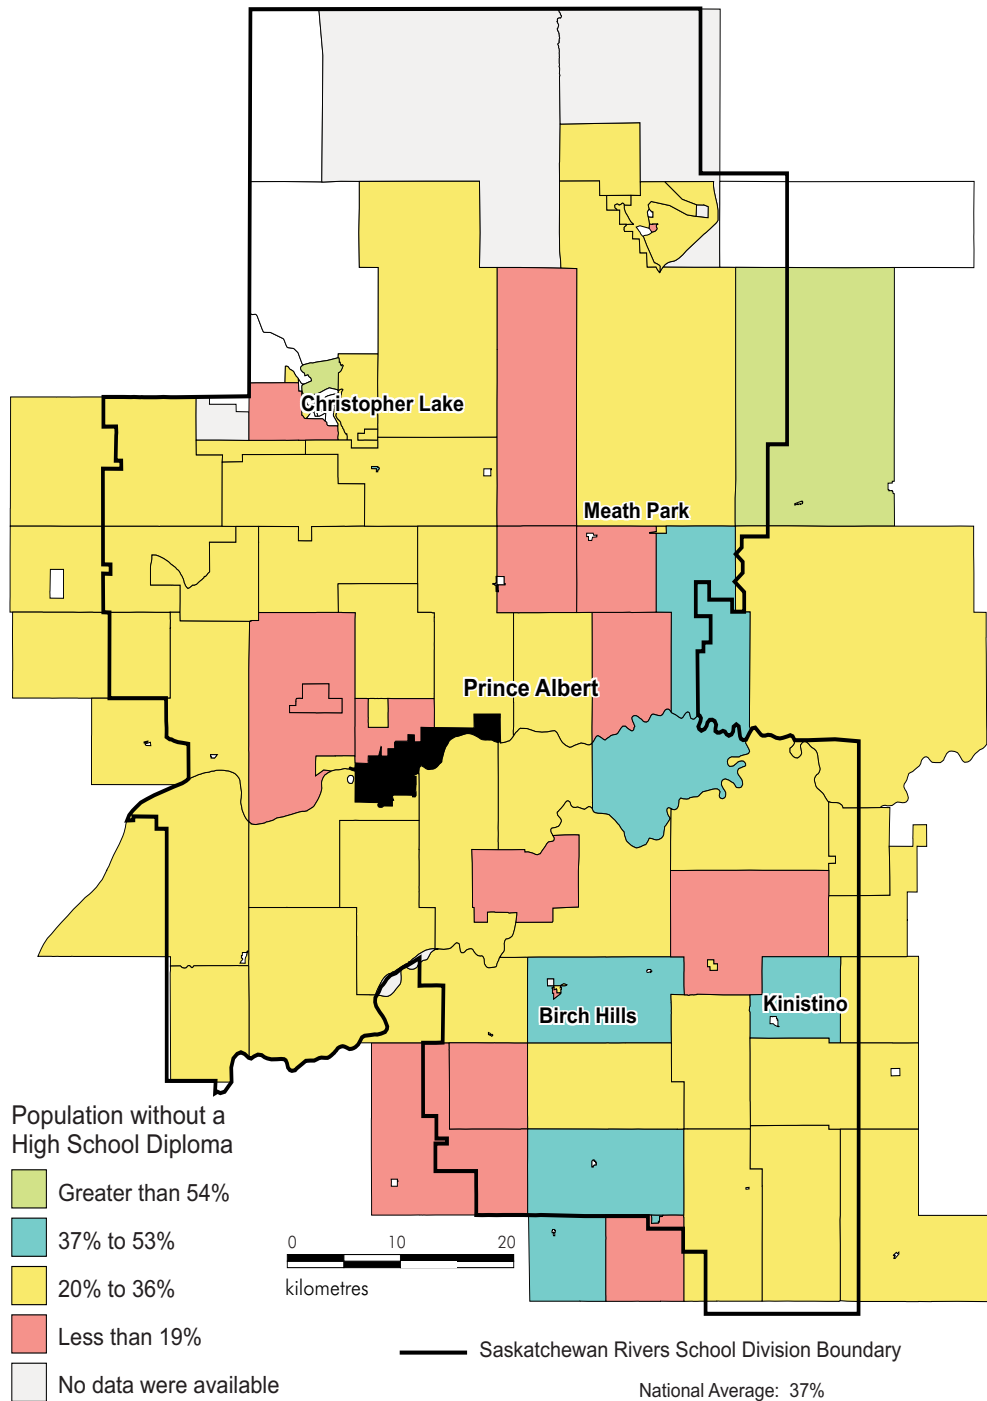 Christopher Lake
Meath Park
Prince Albert
Birch Hills
Kinistino
Population without a
High School Diploma
Greater than 54%
37% to 53%
20% to 36%
Less than 19%
No data were available
0 10 20
kilometres
Saskatchewan Rivers School Division Boundary
National Average: 37%